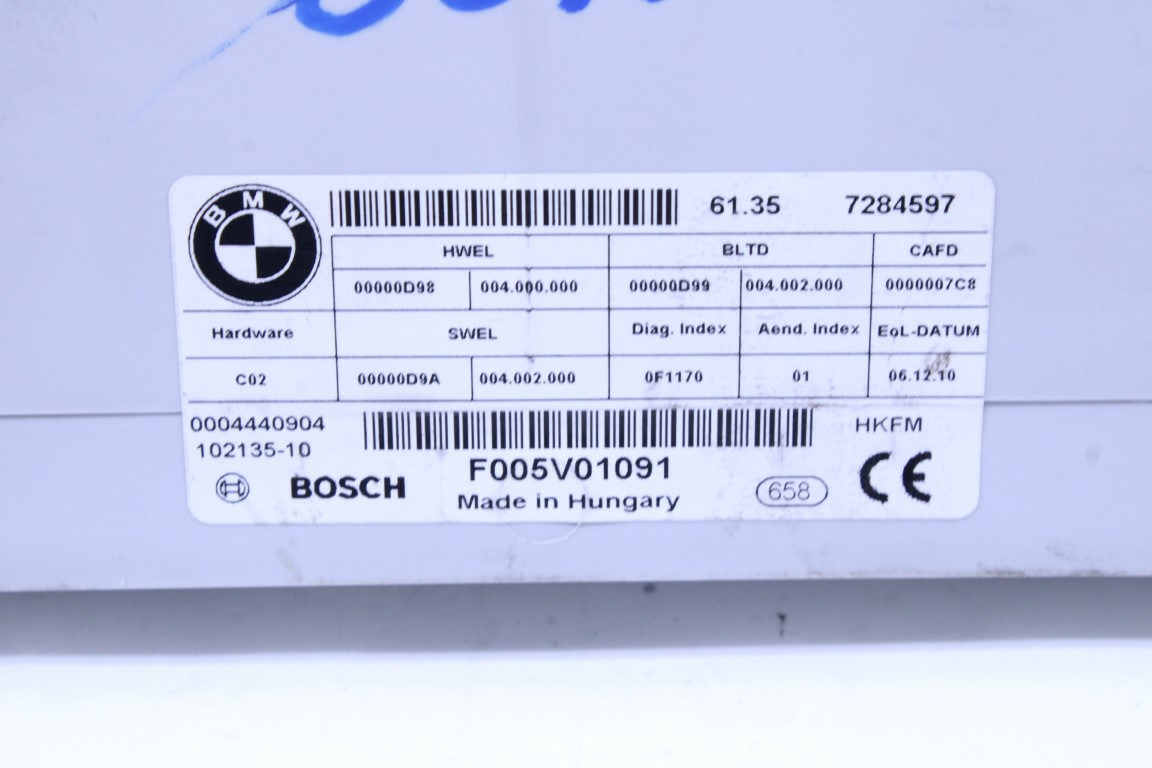 BMW
61.35 7284597
HWEL BLTD CAFD
00000D98 004.000.000 00000D99 004.002.000 0000007C8
Hardware SWEL Diag. Index Aend. Index EoL-DATUM
C02 00000D9A 004.002.000 0F1170 01 06.12.10
0004440904 HKFM
102135-10
F005V01091
BOSCH Made in Hungary 658 CE